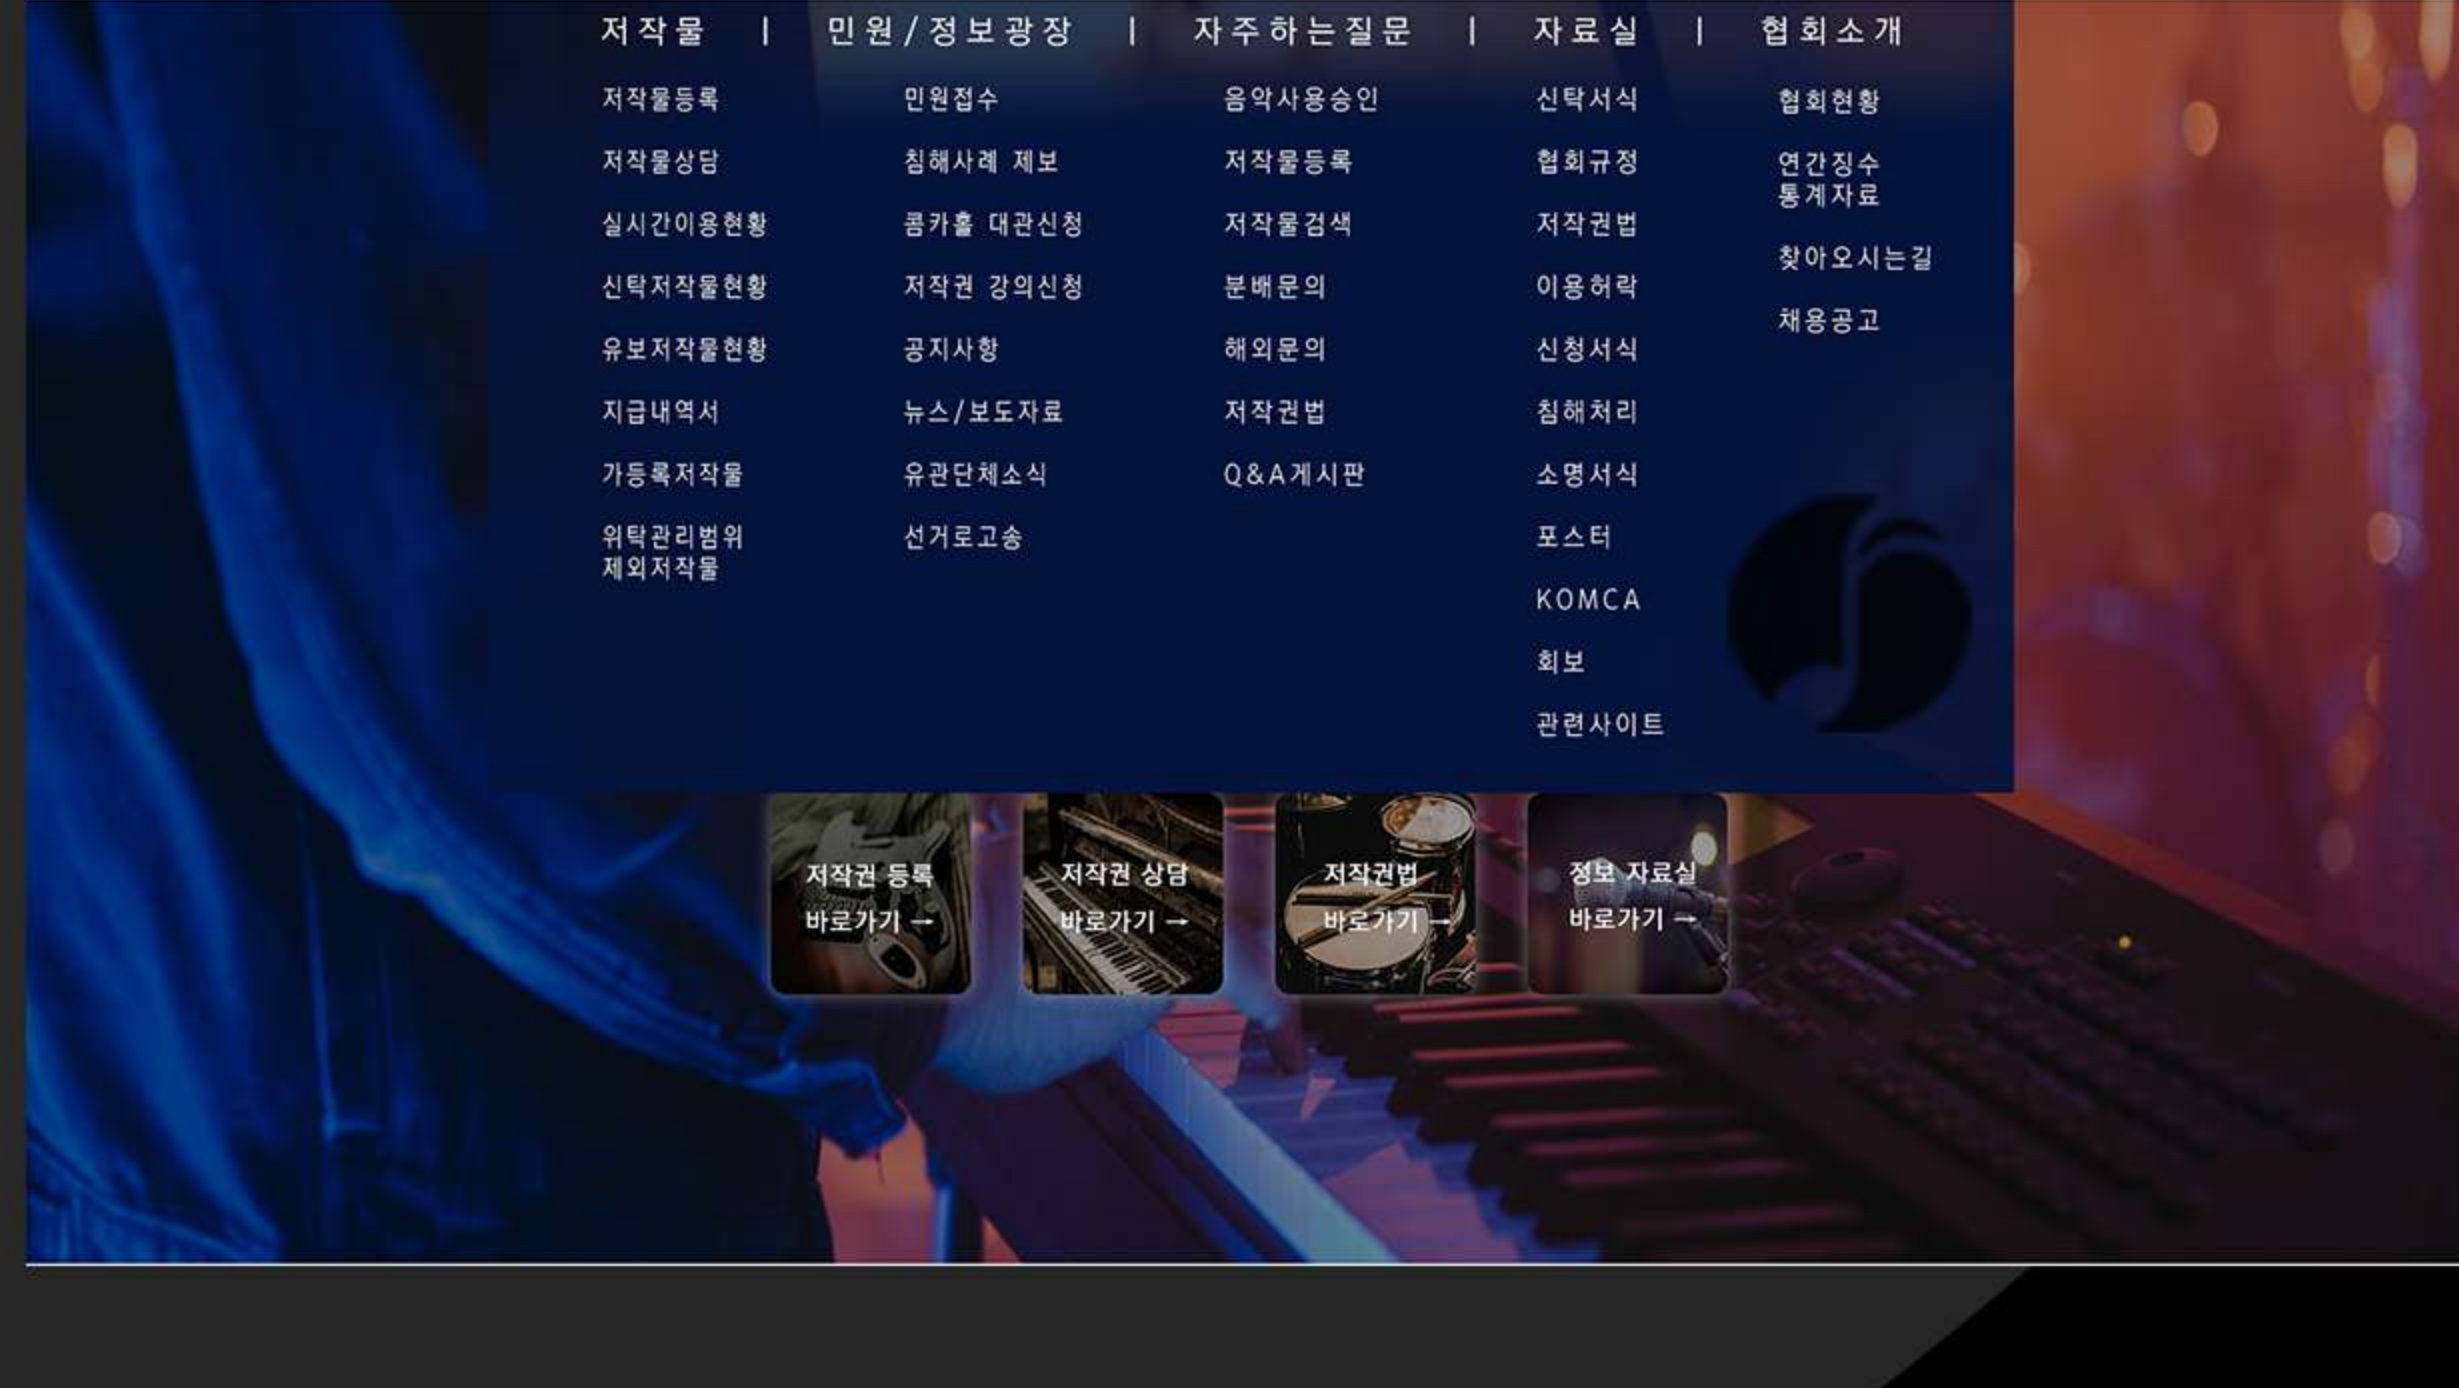 저작물 | 민원/정보광장 | 자주하는질문 | 자료실 | 협회소개
저작물등록
저작물상담
실시간이용현황
신탁저작물현황
유보저작물현황
지급내역서
가등록저작물
위탁관리범위
제외저작물
민원접수
침해사례 제보
콤카홀 대관신청
저작권 강의신청
공지사항
뉴스/보도자료
유관단체소식
선거로고송
음악사용승인
저작물등록
저작물검색
분배문의
해외문의
저작권법
Q&A게시판
신탁서식
협회규정
저작권법
이용허락
신청서식
침해처리
소명서식
포스터
KOMCA
회보
관련사이트
협회현황
연간징수
통계자료
찾아오시는길
채용공고
저작권 등록
바로가기 →
저작권 상담
바로가기 →
저작권법
바로가기 →
정보 자료실
바로가기 →